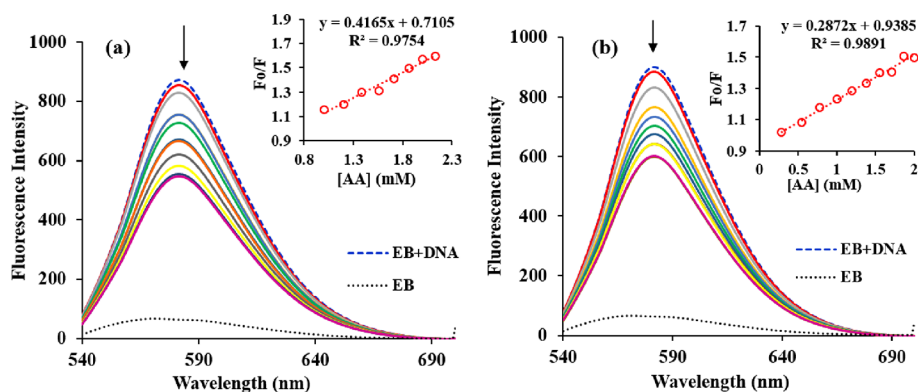 (a)
Fluorescence Intensity
1000
800
600
400
200
0
540
590
640
690
Wavelength (nm)
EB+DNA
EB
y = 0.4165x + 0.7105
R² = 0.9754
Fo/F
1.9
1.7
1.5
1.3
1.1
0.9
0.8
1.3
1.8
2.3
[AA] (mM)
(b)
Fluorescence Intensity
1000
800
600
400
200
0
540
590
640
690
Wavelength (nm)
EB+DNA
EB
y = 0.2872x + 0.9385
R² = 0.9891
Fo/F
1.9
1.7
1.5
1.3
1.1
0.9
0
0.5
1
1.5
2
[AA] (mM)